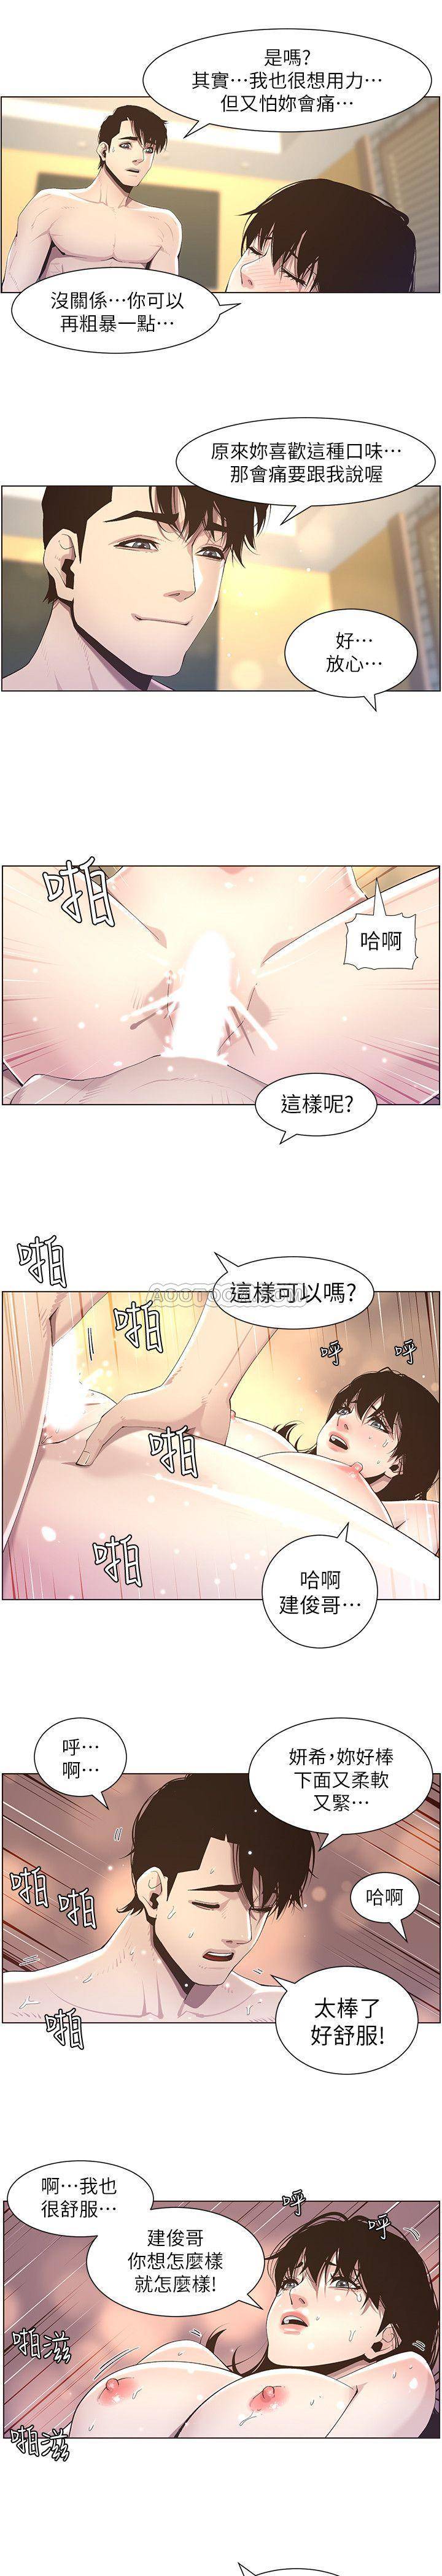 是嗎?
其實⋯我也很想用力⋯
但又怕妳會痛⋯
沒關係⋯你可以
再粗暴一點⋯
原來妳喜歡這種口味⋯
那會痛要跟我說喔
好⋯
放心⋯
啪
哈啊
這樣呢?
啪
這樣可以嗎?
啪
呼
呼
啪
啪
哈啊
建俊哥⋯
呼⋯
啊⋯
妍希,妳好棒
下面又柔軟
又緊⋯
啪
啪
哈啊
啪
太棒了
好舒服!
啊⋯我也
很舒服⋯
呼
呼
建俊哥
你想怎麼樣
就怎麼樣!
啪滋
啪滋